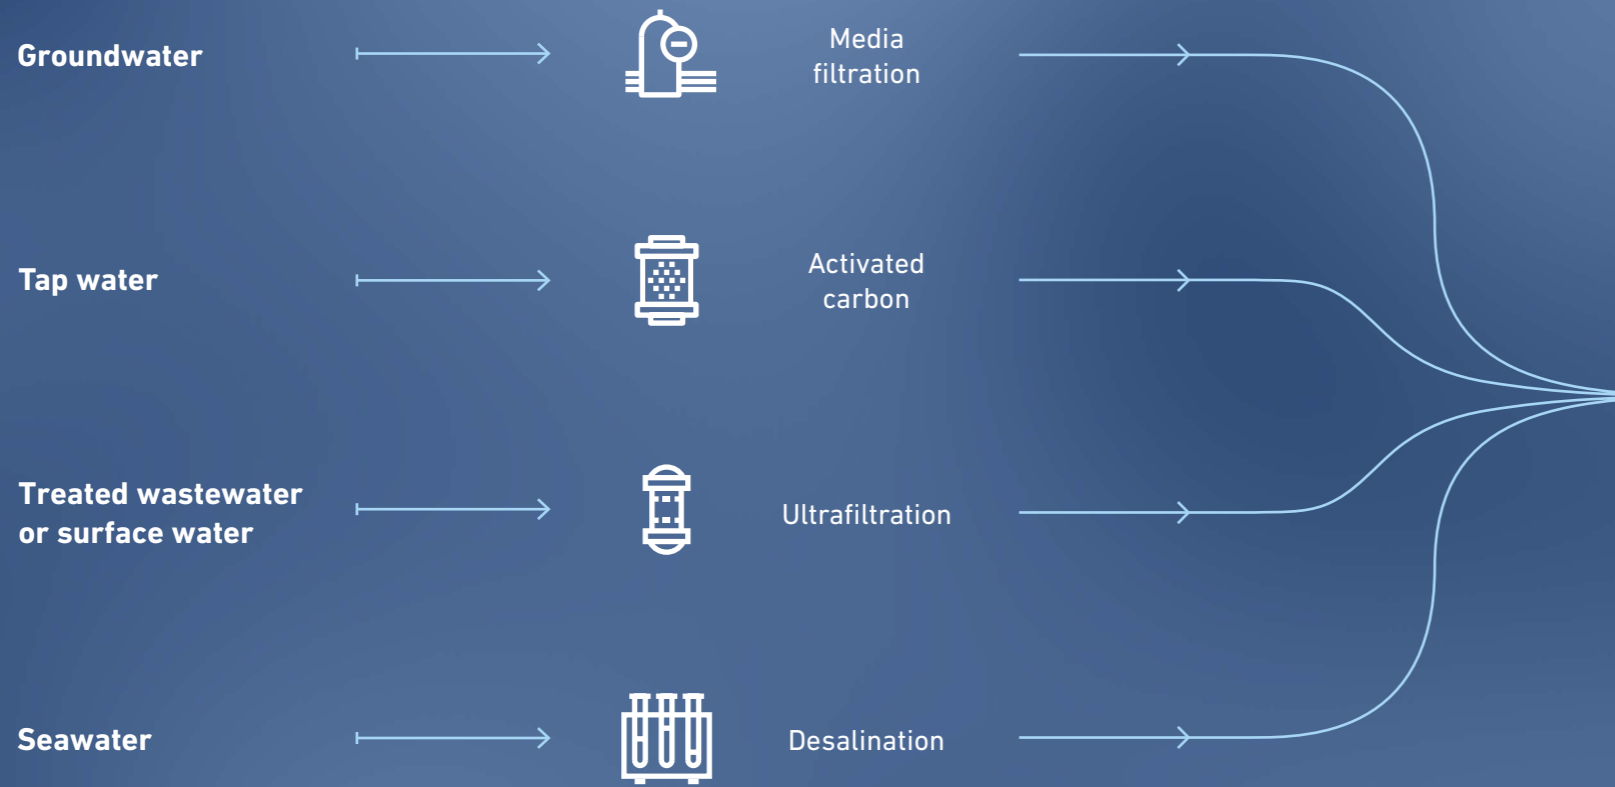 Groundwater
Media
filtration
Tap water
Activated
carbon
Treated wastewater
or surface water
Ultrafiltration
Seawater
Desalination